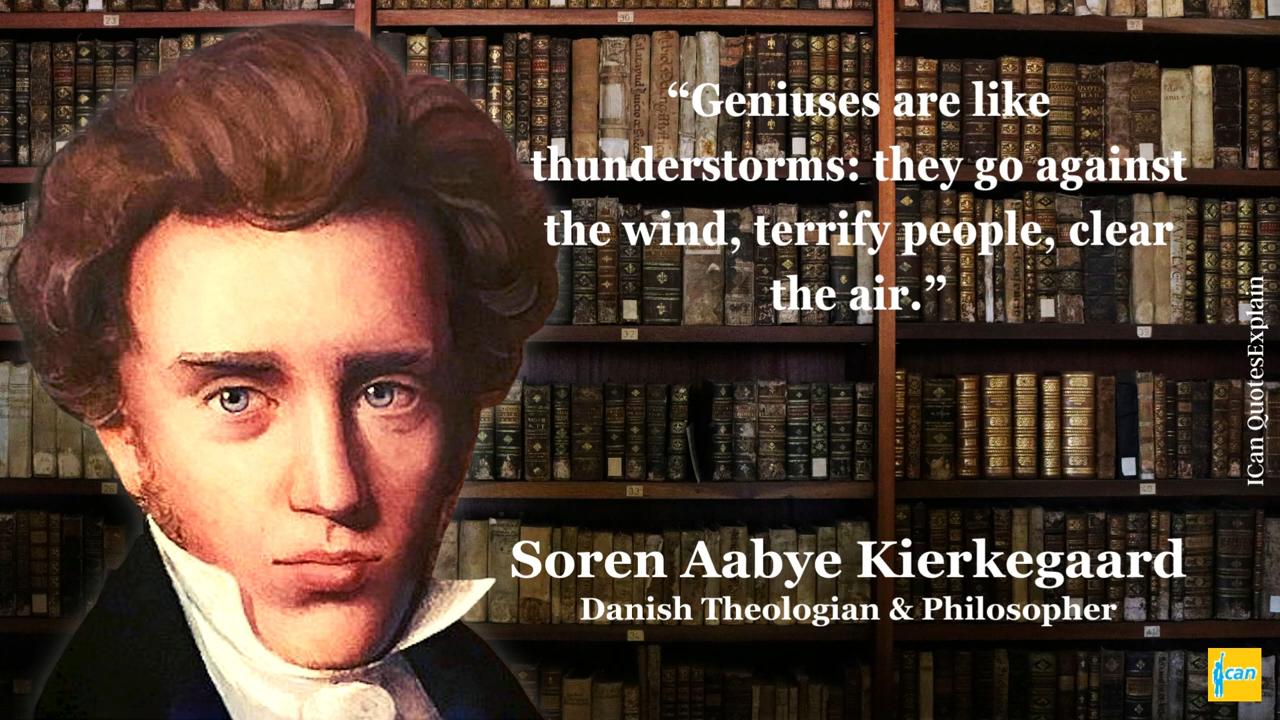 “Geniuses are like
thunderstorms: they go against
the wind, terrify people, clear
the air.”
Soren Aabye Kierkegaard
Danish Theologian & Philosopher
ICan QuotesExplain
ican